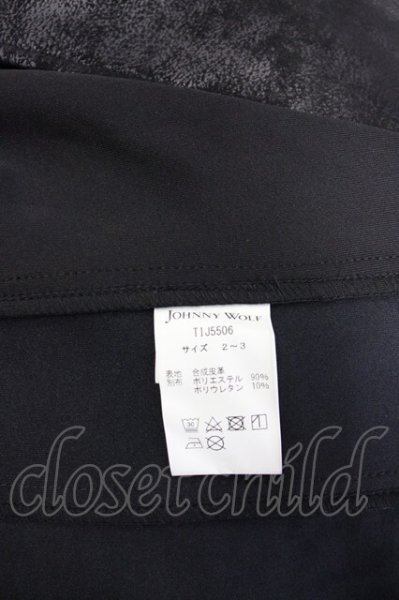 JOHNNY WOLF
TIJ5506
サイズ 2～3
表地 合成皮革
別布 ポリエステル 90%
ポリウレタン 10%
30
closet child